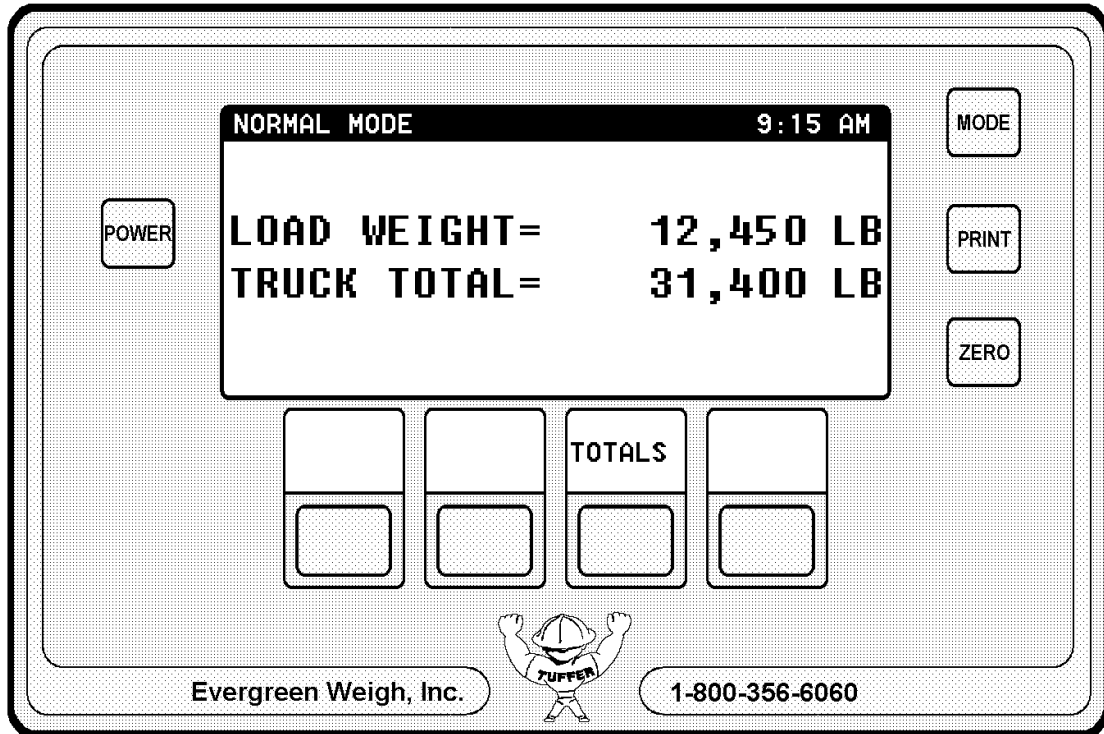 NORMAL MODE 9:15 AM
MODE
POWER
LOAD WEIGHT= 12,450 LB
PRINT
TRUCK TOTAL= 31,400 LB
ZERO
TOTALS
TUFFER
Evergreen Weigh, Inc.
1-800-356-6060